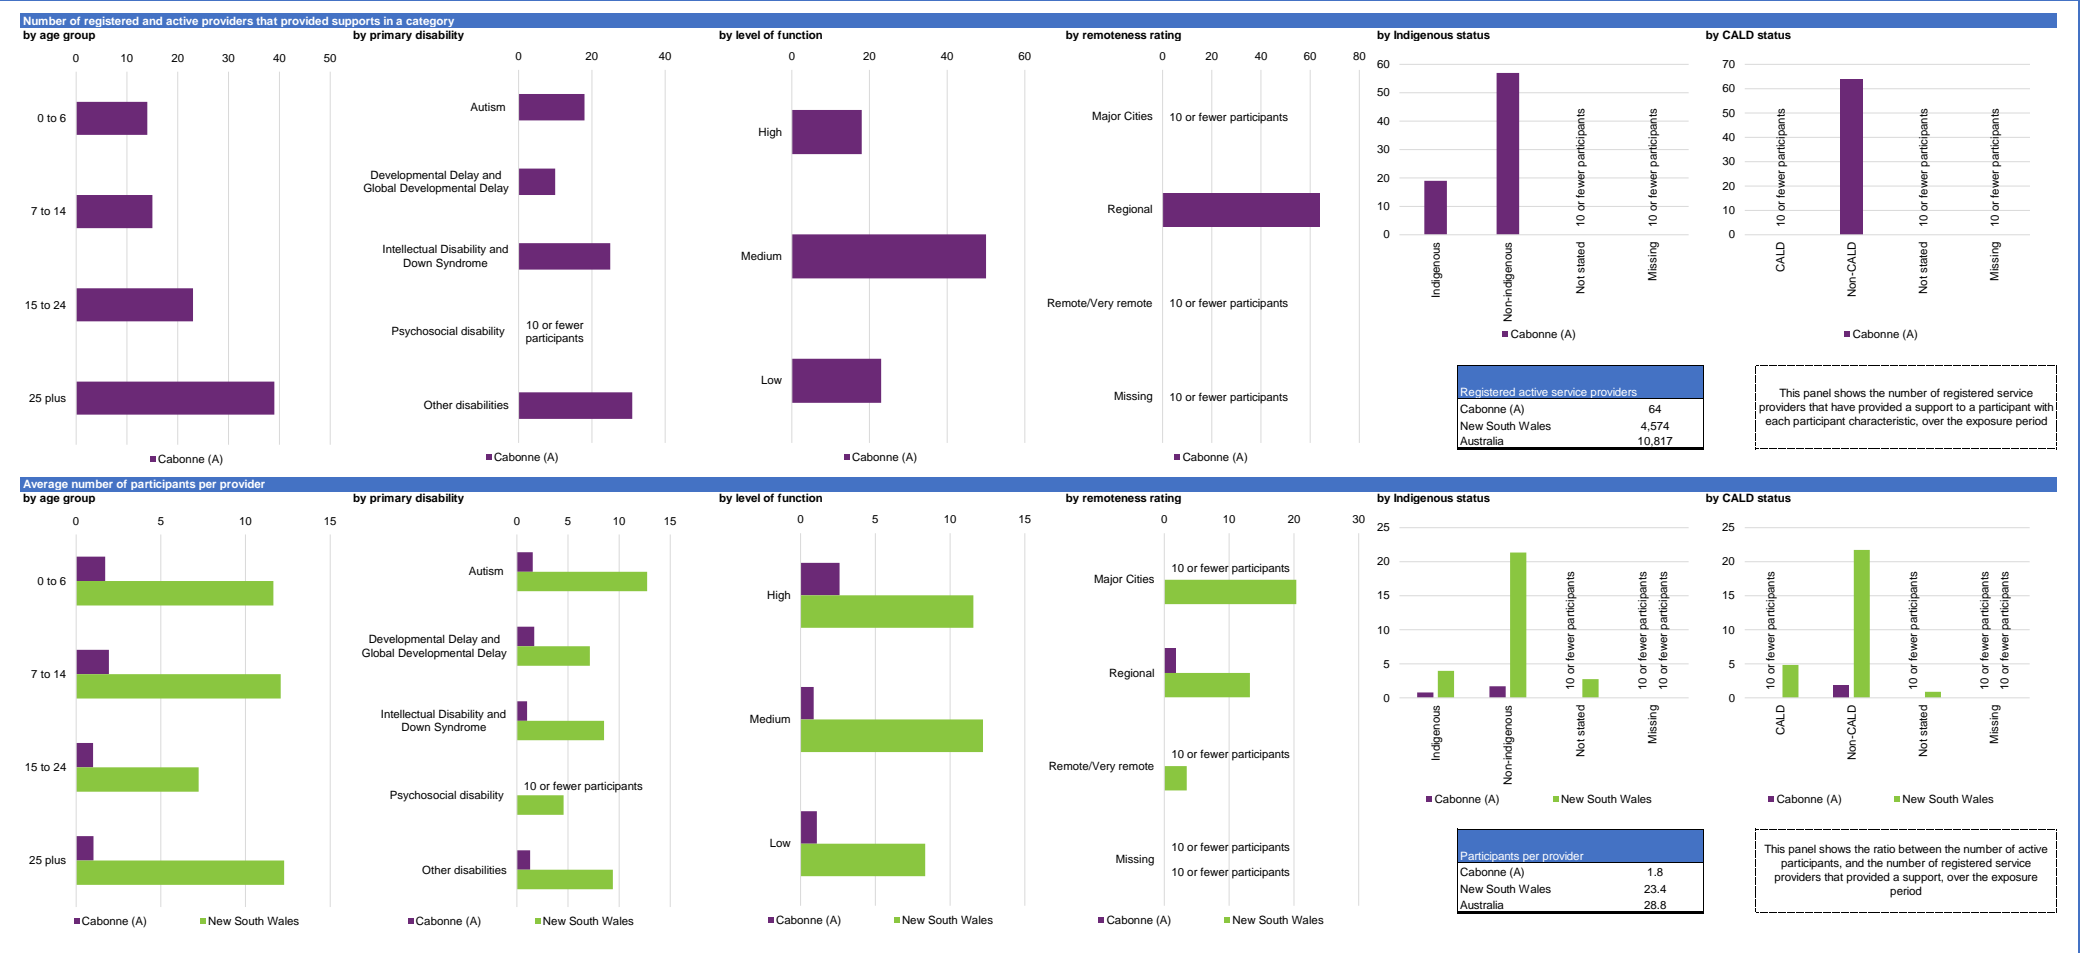 Number of registered and active providers that provided supports in a category
by age group
0 10 20 30 40 50
0 to 6
7 to 14
15 to 24
25 plus
Cabonne (A)
by primary disability
0 20 40
Autism
Developmental Delay and
Global Developmental Delay
Intellectual Disability and
Down Syndrome
Psychosocial disability
10 or fewer
participants
Other disabilities
Cabonne (A)
by level of function
0 20 40 60
High
Medium
Low
Cabonne (A)
by remoteness rating
0 20 40 60 80
Major Cities 10 or fewer participants
Regional
Remote/Very remote 10 or fewer participants
Missing 10 or fewer participants
Cabonne (A)
by Indigenous status
60
50
40
30
20
10
0
10 or fewer participants
10 or fewer participants
Indigenous
Non-indigenous
Not stated
Missing
Cabonne (A)
by CALD status
70
60
50
40
30
20
10
0
10 or fewer participants
10 or fewer participants
10 or fewer participants
CALD
Non-CALD
Not stated
Missing
Cabonne (A)
Registered active service providers
Cabonne (A) 64
New South Wales 4,574
Australia 10,817
This panel shows the number of registered service
providers that have provided a support to a participant with
each participant characteristic, over the exposure period
Average number of participants per provider
by age group
0 5 10 15
0 to 6
7 to 14
15 to 24
25 plus
Cabonne (A) New South Wales
by primary disability
0 5 10 15
Autism
Developmental Delay and
Global Developmental Delay
Intellectual Disability and
Down Syndrome
Psychosocial disability
10 or fewer participants
Other disabilities
Cabonne (A) New South Wales
by level of function
0 5 10 15
High
Medium
Low
Cabonne (A) New South Wales
by remoteness rating
0 10 20 30
Major Cities
10 or fewer participants
Regional
Remote/Very remote
10 or fewer participants
Missing
10 or fewer participants
10 or fewer participants
Cabonne (A) New South Wales
by Indigenous status
25
20
15
10
5
0
10 or fewer participants
10 or fewer participants
10 or fewer participants
Indigenous
Non-indigenous
Not stated
Missing
Cabonne (A) New South Wales
by CALD status
25
20
15
10
5
0
10 or fewer participants
10 or fewer participants
10 or fewer participants
10 or fewer participants
CALD
Non-CALD
Not stated
Missing
Cabonne (A) New South Wales
Participants per provider
Cabonne (A) 1.8
New South Wales 23.4
Australia 28.8
This panel shows the ratio between the number of active
participants, and the number of registered service
providers that provided a support, over the exposure
period